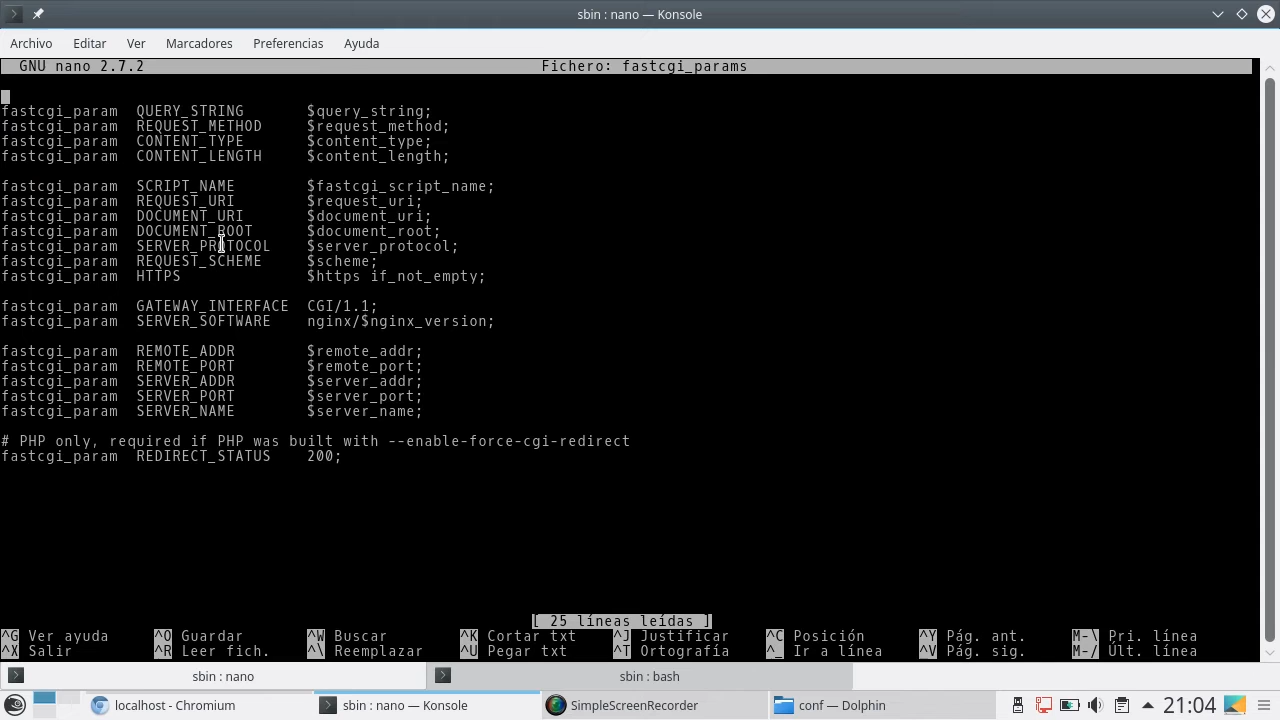 sbin : nano — Konsole
Archivo Editar Ver Marcadores Preferencias Ayuda
GNU nano 2.7.2 Fichero: fastcgi_params
fastcgi_param QUERY_STRING $query_string;
fastcgi_param REQUEST_METHOD $request_method;
fastcgi_param CONTENT_TYPE $content_type;
fastcgi_param CONTENT_LENGTH $content_length;
fastcgi_param SCRIPT_NAME $fastcgi_script_name;
fastcgi_param REQUEST_URI $request_uri;
fastcgi_param DOCUMENT_URI $document_uri;
fastcgi_param DOCUMENT_ROOT $document_root;
fastcgi_param SERVER_PROTOCOL $server_protocol;
fastcgi_param REQUEST_SCHEME $scheme;
fastcgi_param HTTPS $https if_not_empty;
fastcgi_param GATEWAY_INTERFACE CGI/1.1;
fastcgi_param SERVER_SOFTWARE nginx/$nginx_version;
fastcgi_param REMOTE_ADDR $remote_addr;
fastcgi_param REMOTE_PORT $remote_port;
fastcgi_param SERVER_ADDR $server_addr;
fastcgi_param SERVER_PORT $server_port;
fastcgi_param SERVER_NAME $server_name;
# PHP only, required if PHP was built with --enable-force-cgi-redirect
fastcgi_param REDIRECT_STATUS 200;
[ 25 líneas leídas ]
^G Ver ayuda ^O Guardar ^W Buscar ^K Cortar txt ^J Justificar ^C Posición ^Y Pág. ant. M-\ Pri. línea
^X Salir ^R Leer fich. ^\ Reemplazar ^U Pegar txt ^T Ortografía ^_ Ir a línea ^V Pág. sig. M-/ Últ. línea
sbin : nano sbin : bash
localhost - Chromium sbin : nano — Konsole SimpleScreenRecorder conf — Dolphin 21:04